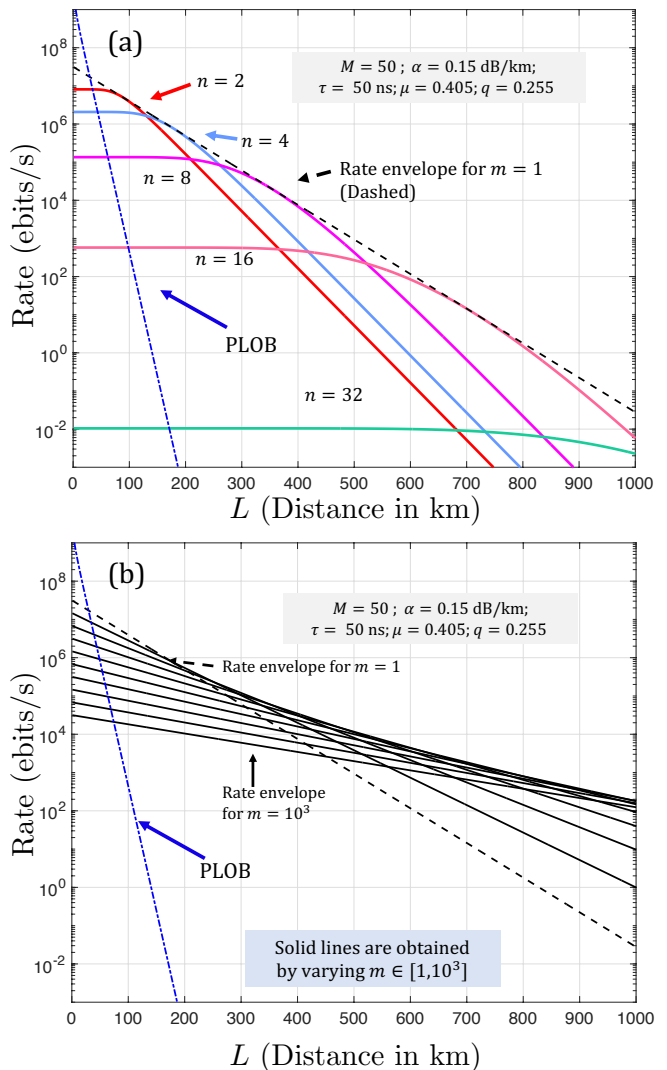 (a)
10^8
10^6
10^4
10^2
10^0
10^-2
Rate (ebits/s)
M = 50 ; α = 0.15 dB/km;
τ = 50 ns; μ = 0.405; q = 0.255
n = 2
n = 4
Rate envelope for m = 1
(Dashed)
n = 8
n = 16
PLOB
n = 32
0 100 200 300 400 500 600 700 800 900 1000
L (Distance in km)
(b)
10^8
10^6
10^4
10^2
10^0
10^-2
Rate (ebits/s)
M = 50 ; α = 0.15 dB/km;
τ = 50 ns; μ = 0.405; q = 0.255
Rate envelope for m = 1
Rate envelope
for m = 10^3
PLOB
Solid lines are obtained
by varying m ∈ [1,10^3]
0 100 200 300 400 500 600 700 800 900 1000
L (Distance in km)